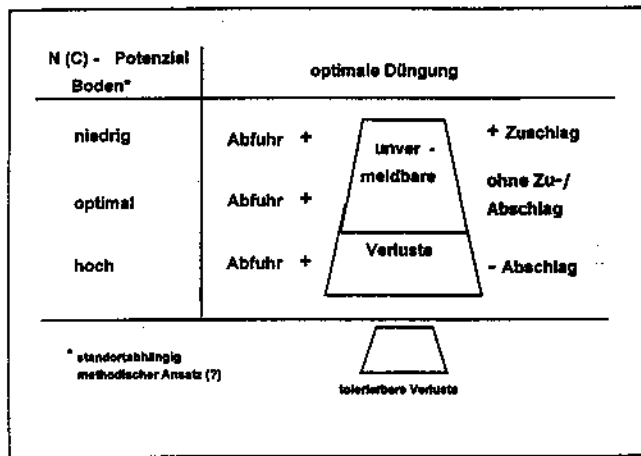 N (C) - Potenzial
Boden*
optimale Düngung
niedrig
Abfuhr +
unver -
meldbare
+ Zuschlag
optimal
Abfuhr +
ohne Zu-/
Abschlag
hoch
Abfuhr +
Verluste
- Abschlag
* standortabhängig
methodischer Ansatz (?)
tolerierbare Verluste